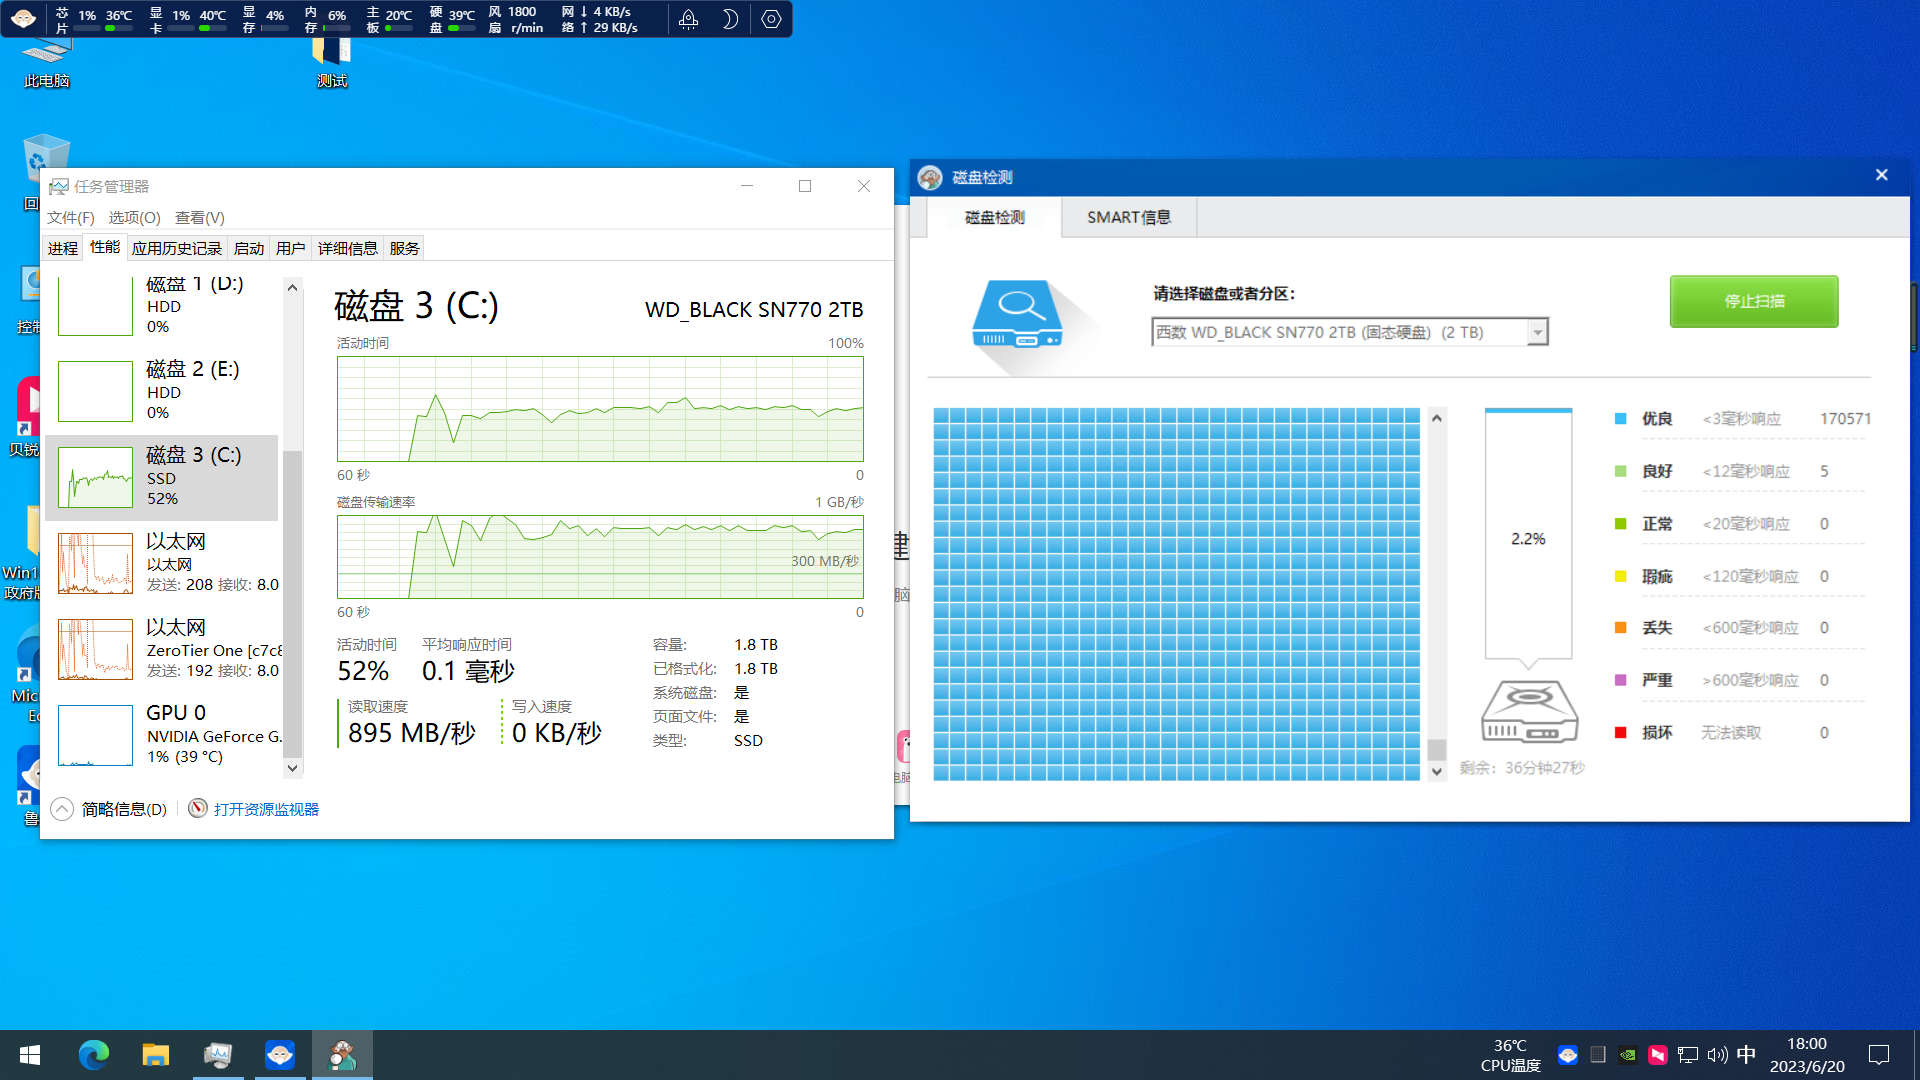 芯片 1% 36℃ 显卡 1% 40℃ 显存 4% 内存 6% 主板 20℃ 硬盘 39℃ 风扇 1800 r/min 网络 ↓ 4 KB/s ↑ 29 KB/s
此电脑
测试
回
控制
贝锐
Win1
政府版
Mic
Ec
鲁
任务管理器
文件(F) 选项(O) 查看(V)
进程 性能 应用历史记录 启动 用户 详细信息 服务
磁盘 1 (D:)
HDD
0%
磁盘 2 (E:)
HDD
0%
磁盘 3 (C:)
SSD
52%
以太网
以太网
发送: 208 接收: 8.0
以太网
ZeroTier One [c7c8
发送: 192 接收: 8.0
GPU 0
NVIDIA GeForce G.
1% (39 °C)
磁盘 3 (C:)
WD_BLACK SN770 2TB
活动时间 100%
60 秒 0
磁盘传输速率 1 GB/秒
300 MB/秒
60 秒 0
活动时间 平均响应时间
52% 0.1 毫秒
读取速度 写入速度
895 MB/秒 0 KB/秒
容量: 1.8 TB
已格式化: 1.8 TB
系统磁盘: 是
页面文件: 是
类型: SSD
简略信息(D) 打开资源监视器
建
脑
电脑
磁盘检测
磁盘检测 SMART信息
请选择磁盘或者分区：
西数 WD_BLACK SN770 2TB (固态硬盘) (2 TB)
停止扫描
2.2%
剩余：36分钟27秒
优良 <3毫秒响应 170571
良好 <12毫秒响应 5
正常 <20毫秒响应 0
瑕疵 <120毫秒响应 0
丢失 <600毫秒响应 0
严重 >600毫秒响应 0
损坏 无法读取 0
36℃
CPU温度
中
18:00
2023/6/20